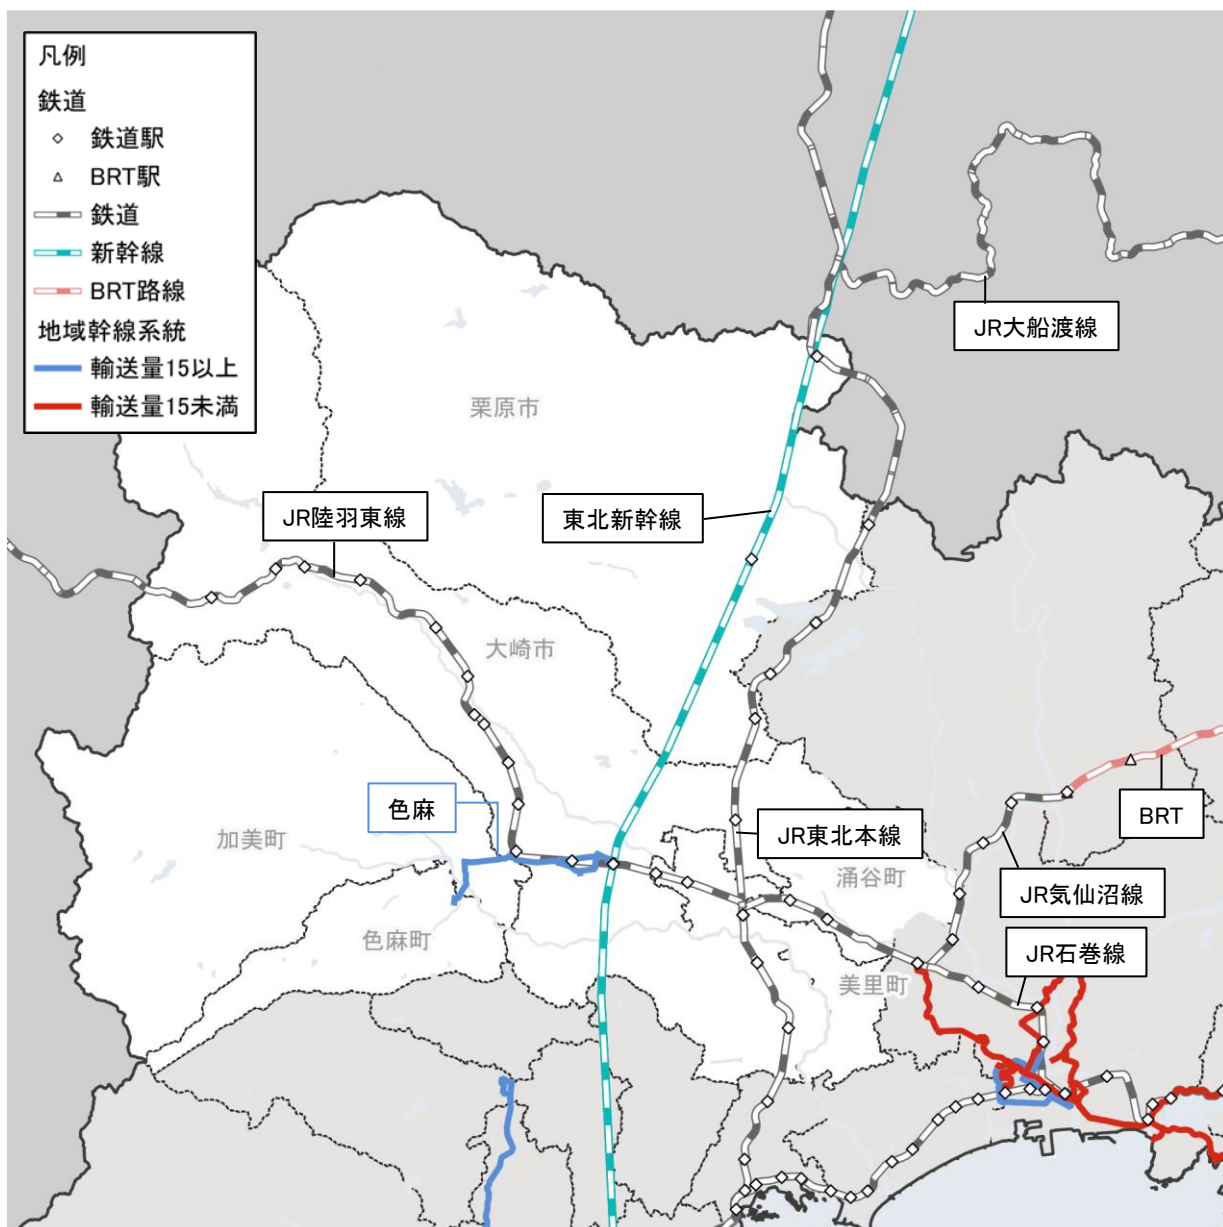 凡例
鉄道
鉄道駅
BRT駅
鉄道
新幹線
BRT路線
地域幹線系統
輸送量15以上
輸送量15未満
JR大船渡線
栗原市
JR陸羽東線
東北新幹線
大崎市
色麻
加美町
JR東北本線
BRT
涌谷町
JR気仙沼線
色麻町
JR石巻線
美里町